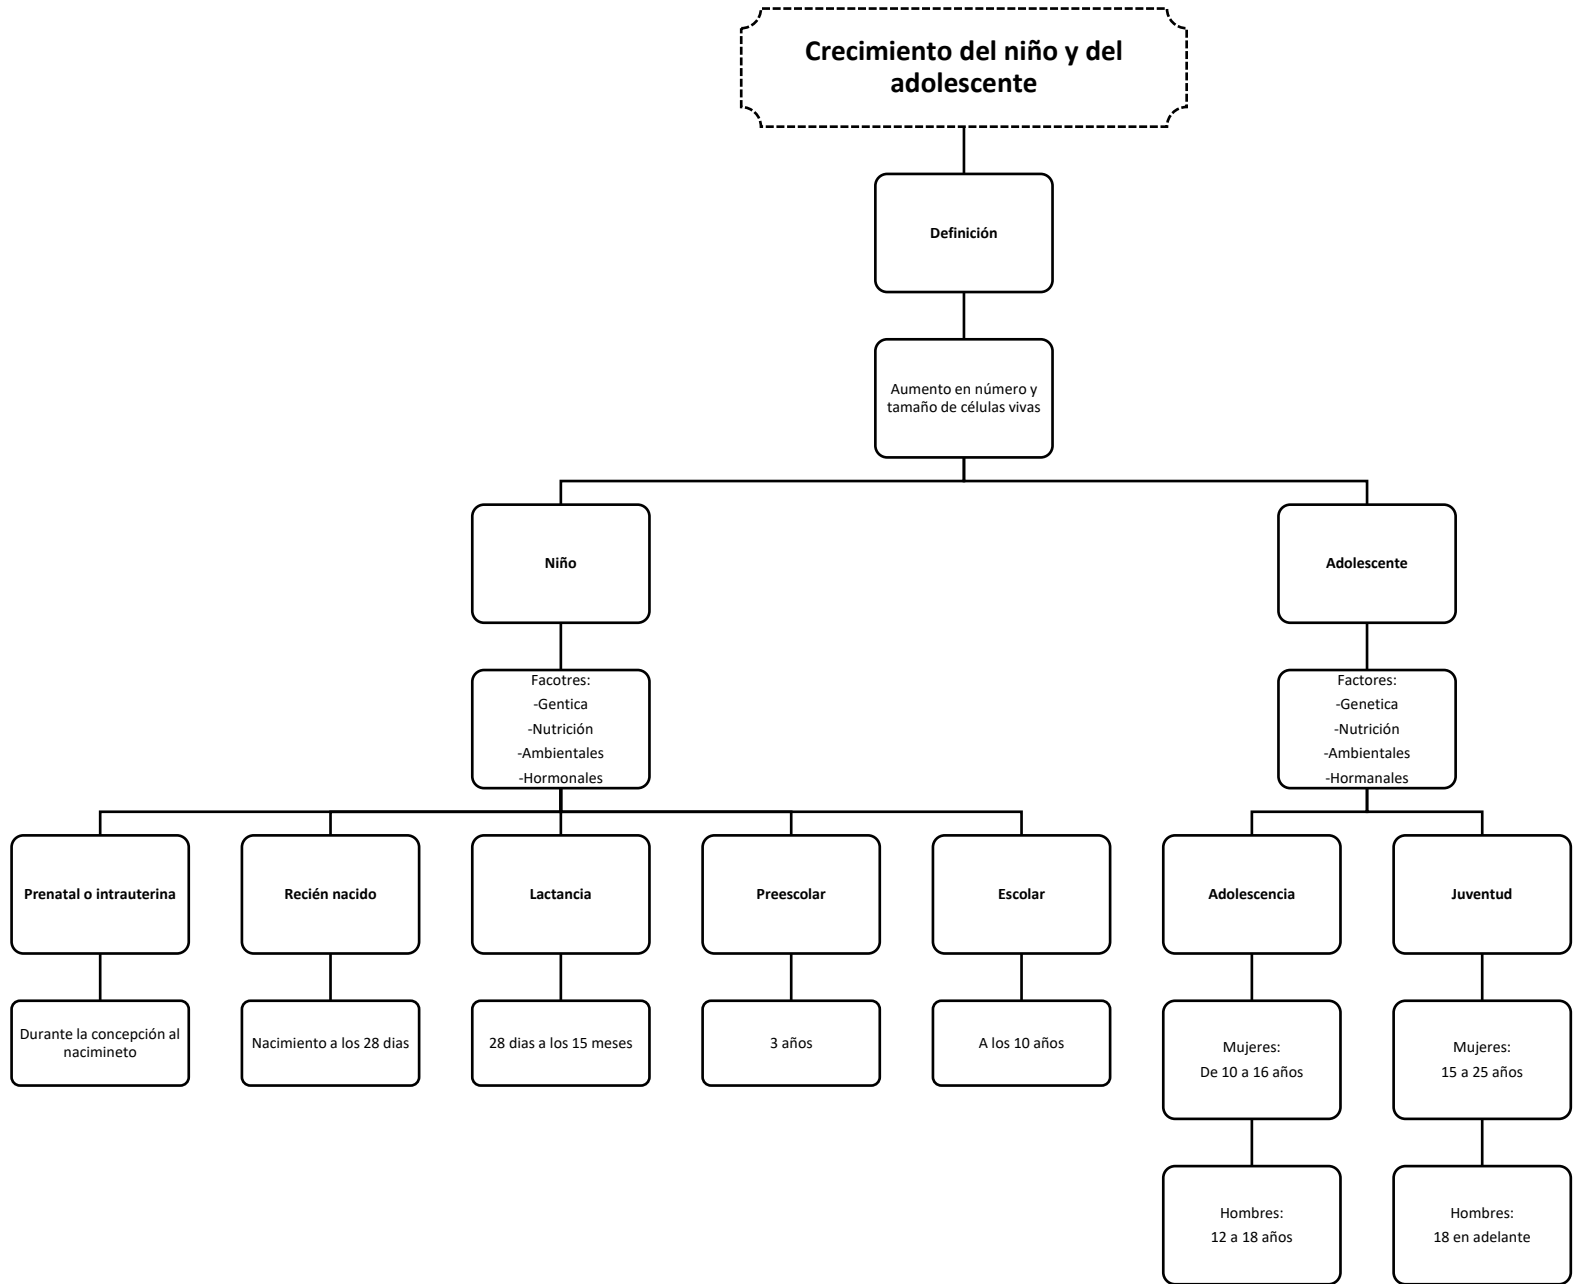 Crecimiento del niño y del
adolescente
Definición
Aumento en número y
tamaño de células vivas
Niño
Adolescente
Facotres:
-Gentica
-Nutrición
-Ambientales
-Hormonales
Factores:
-Genetica
-Nutrición
-Ambientales
-Hormanales
Prenatal o intrauterina
Recién nacido
Lactancia
Preescolar
Escolar
Adolescencia
Juventud
Durante la concepción al
nacimineto
Nacimiento a los 28 dias
28 dias a los 15 meses
3 años
A los 10 años
Mujeres:
De 10 a 16 años
Mujeres:
15 a 25 años
Hombres:
12 a 18 años
Hombres:
18 en adelante